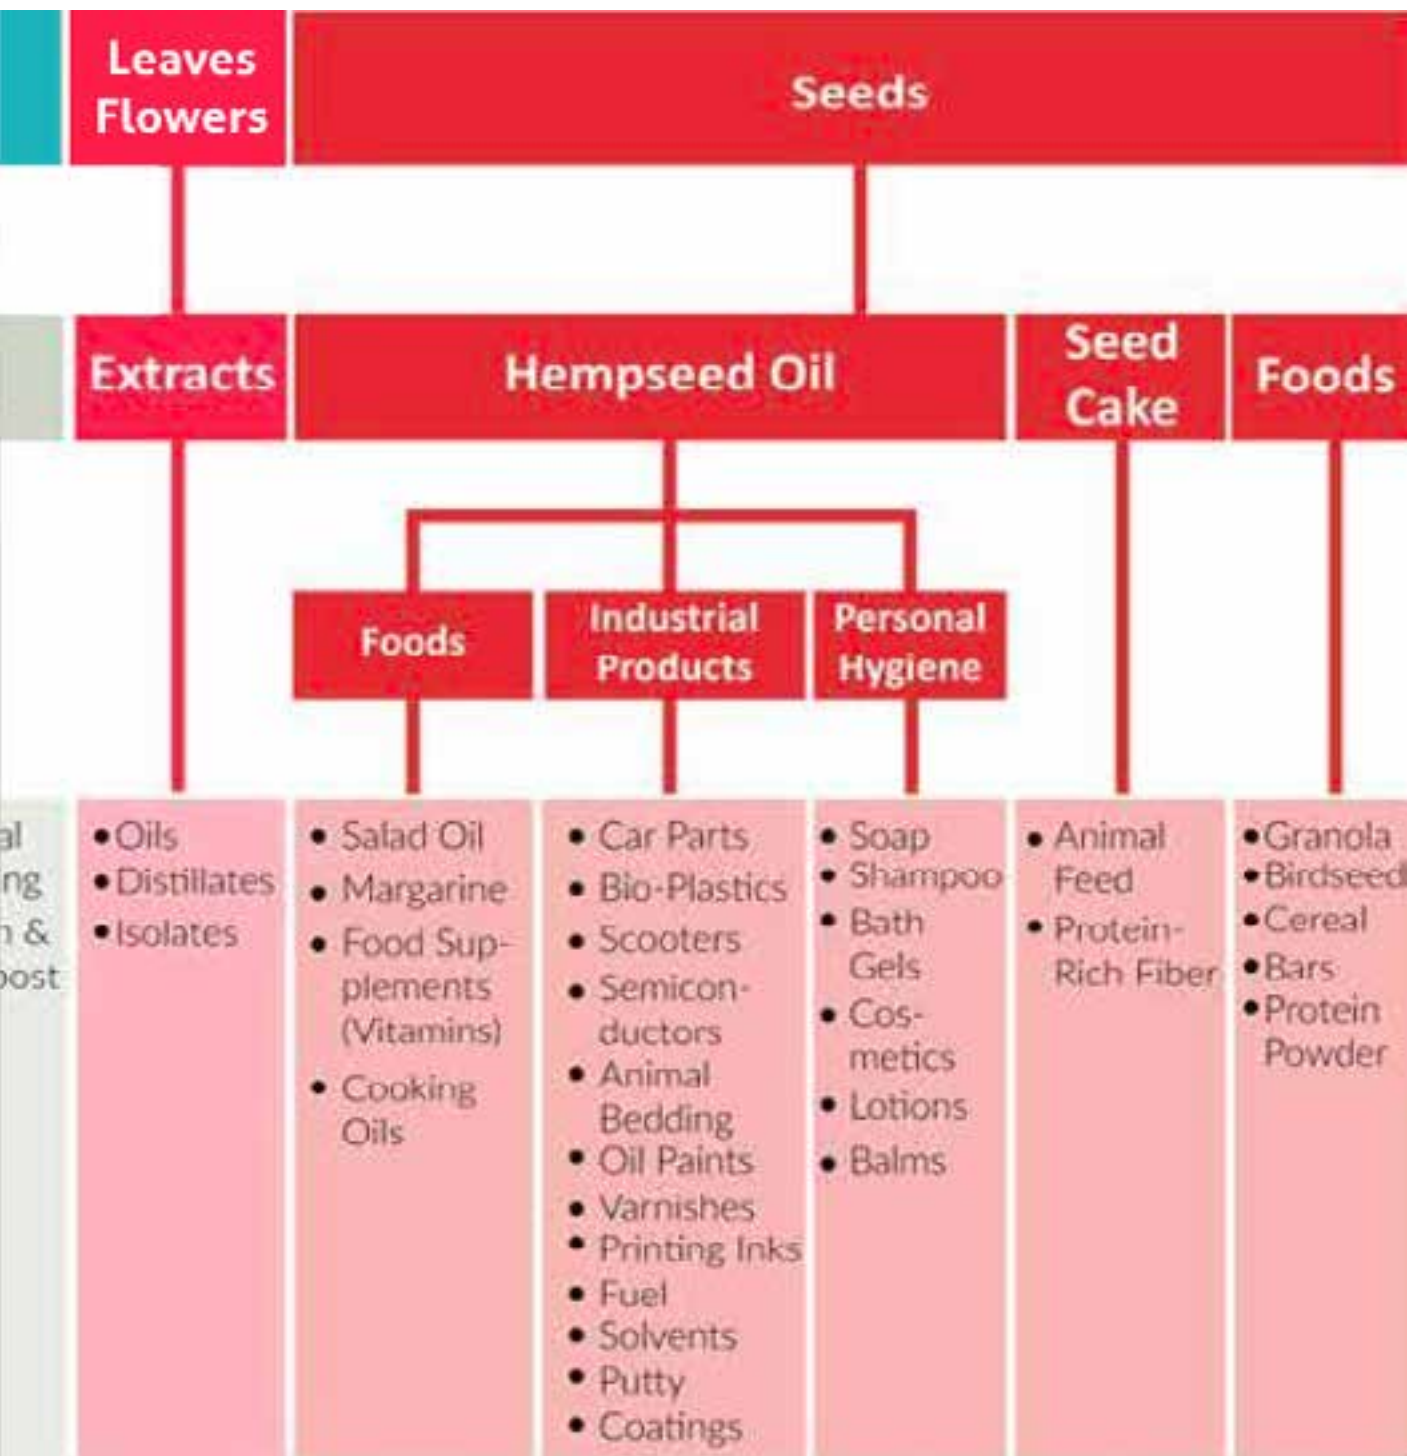 Leaves
Flowers
Seeds
Extracts
Hempseed Oil
Seed
Cake
Foods
Foods
Industrial
Products
Personal
Hygiene
al
ng
&
ost
• Oils
• Distillates
• Isolates
• Salad Oil
• Margarine
• Food Sup-
plements
(Vitamins)
• Cooking
Oils
• Car Parts
• Bio-Plastics
• Scooters
• Semicon-
ductors
• Animal
Bedding
• Oil Paints
• Varnishes
• Printing Inks
• Fuel
• Solvents
• Putty
• Coatings
• Soap
• Shampoo
• Bath
Gels
• Cos-
metics
• Lotions
• Balms
• Animal
Feed
• Protein-
Rich Fiber
• Granola
• Birdseed
• Cereal
• Bars
• Protein
Powder